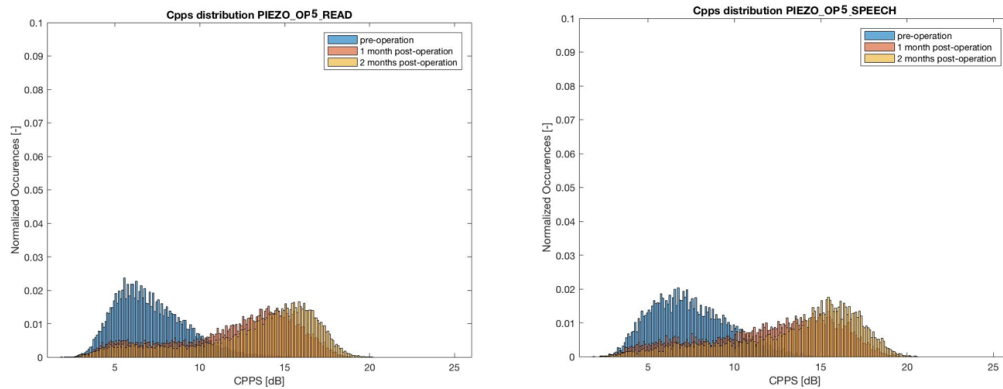 Cpps distribution PIEZO_OP5_READ
0.1
0.09
0.08
0.07
0.06
0.05
0.04
0.03
0.02
0.01
0
Normalized Occurences [-]
pre-operation
1 month post-operation
2 months post-operation
5
10
15
20
25
CPPS [dB]
Cpps distribution PIEZO_OP5_SPEECH
0.1
0.09
0.08
0.07
0.06
0.05
0.04
0.03
0.02
0.01
0
Normalized Occurences [-]
pre-operation
1 month post-operation
2 months post-operation
5
10
15
20
25
CPPS [dB]